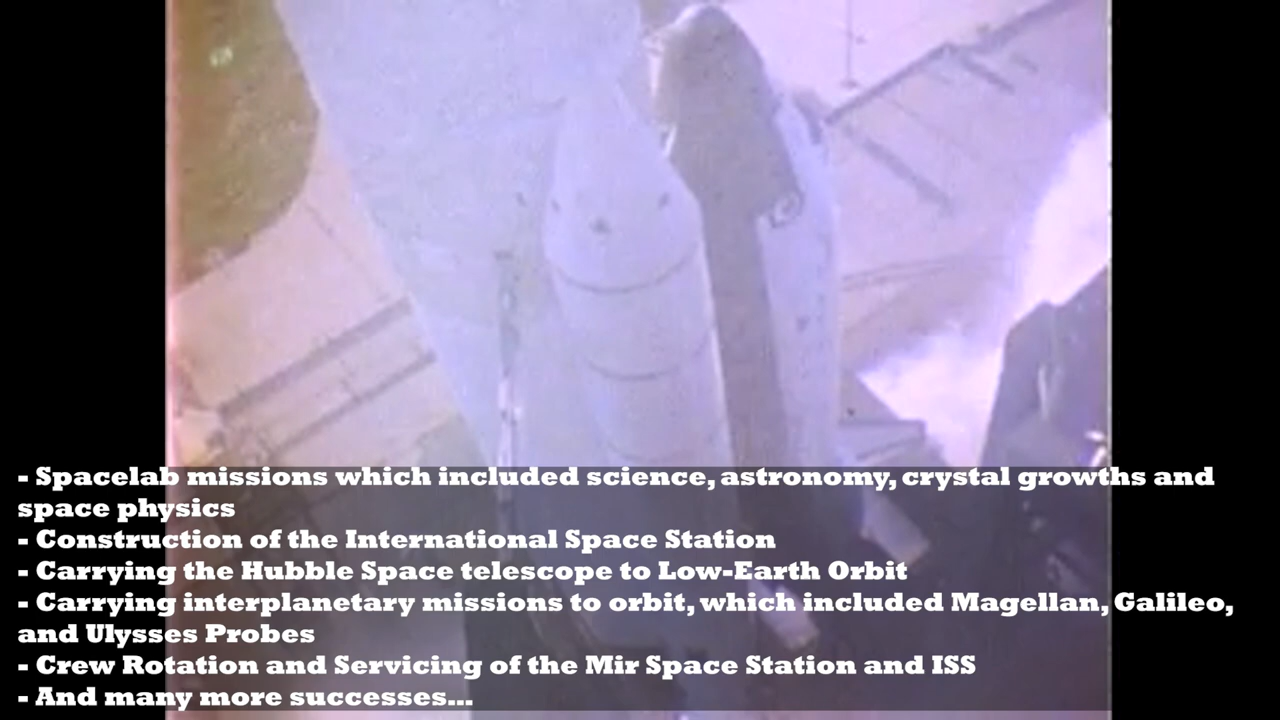 - Spacelab missions which included science, astronomy, crystal growths and
space physics
- Construction of the International Space Station
- Carrying the Hubble Space telescope to Low-Earth Orbit
- Carrying interplanetary missions to orbit, which included Magellan, Galileo,
and Ulysses Probes
- Crew Rotation and Servicing of the Mir Space Station and ISS
- And many more successes...